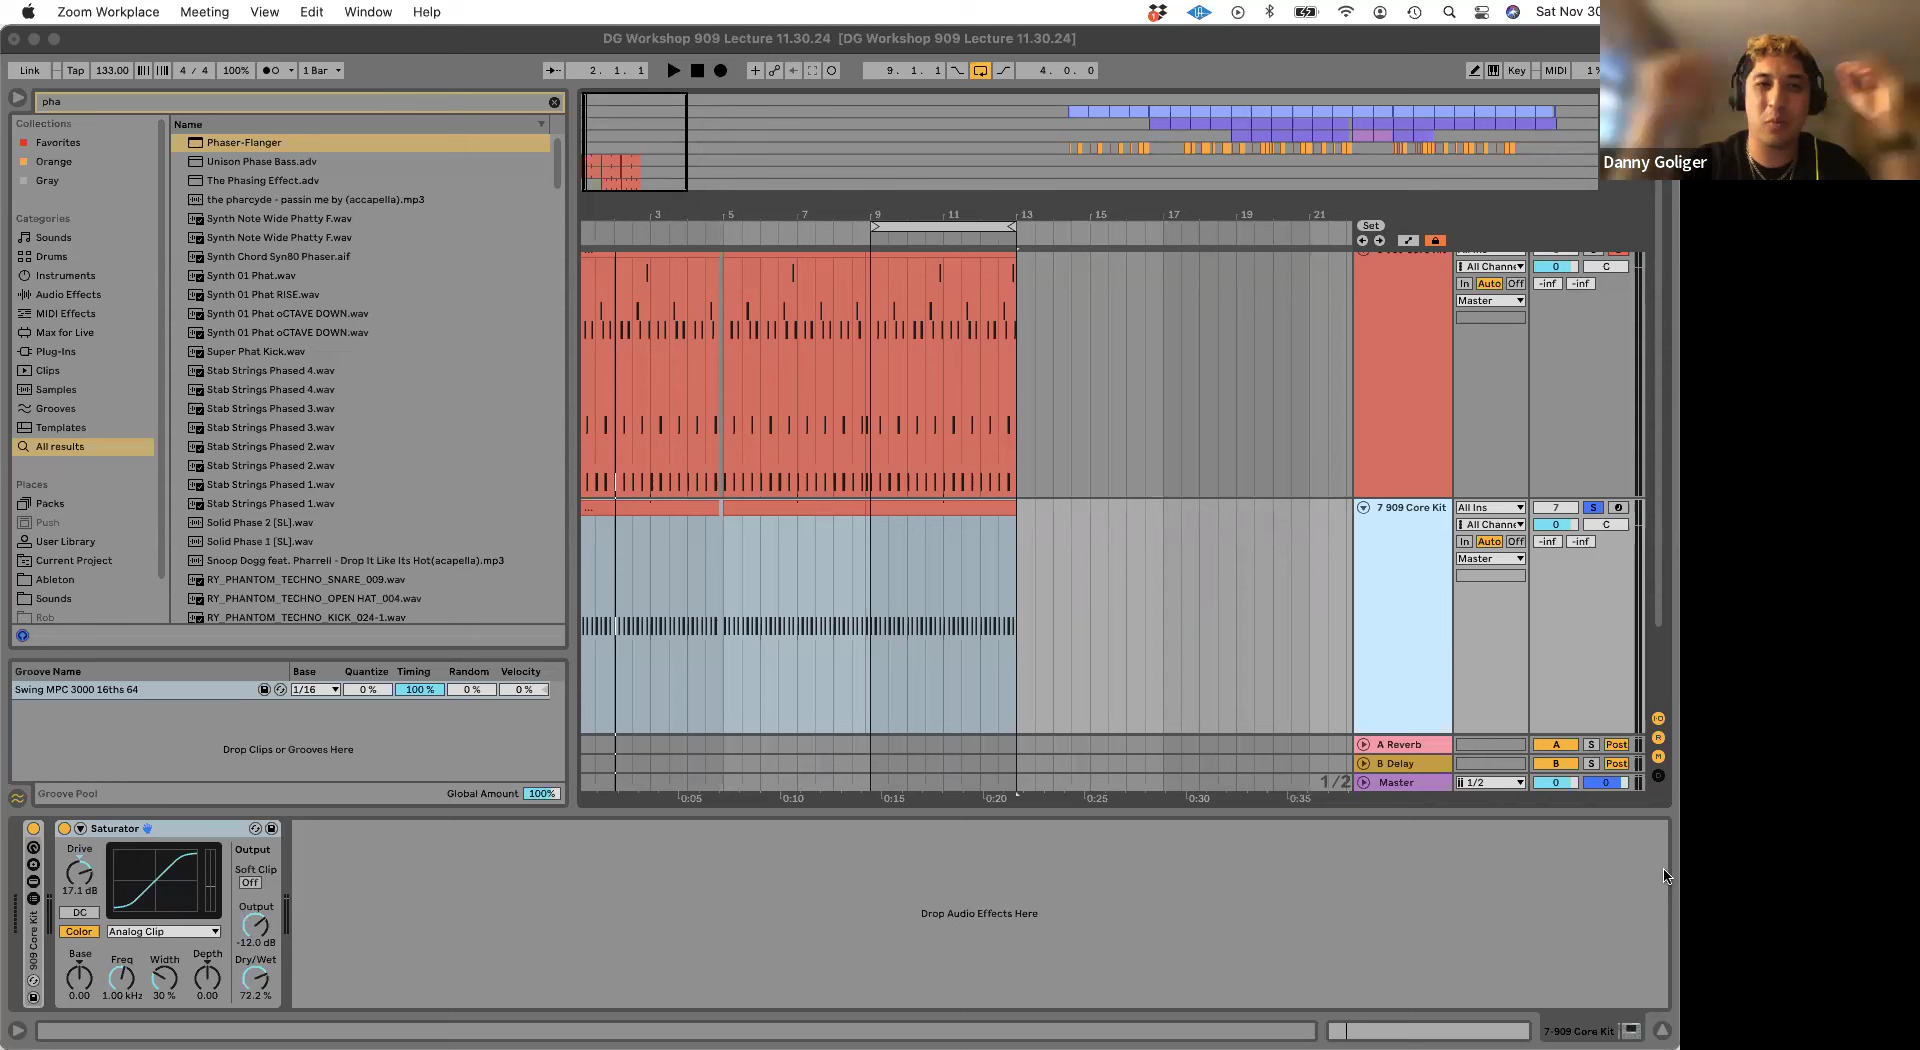 Zoom Workplace Meeting View Edit Window Help
1
Sat Nov 30
DG Workshop 909 Lecture 11.30.24 [DG Workshop 909 Lecture 11.30.24]
Link Tap 133.00 4 / 4 100% 1 Bar 2. 1. 1 9. 1. 1 4. 0. 0 Key MIDI 1 %
Danny Goliger
pha
Collections
Favorites
Orange
Gray
Categories
Sounds
Drums
Instruments
Audio Effects
MIDI Effects
Max for Live
Plug-Ins
Clips
Samples
Grooves
Templates
All results
Places
Packs
Push
User Library
Current Project
Ableton
Sounds
Rob
Name
Phaser-Flanger
Unison Phase Bass.adv
The Phasing Effect.adv
the pharcyde - passin me by (accapella).mp3
Synth Note Wide Phatty F.wav
Synth Note Wide Phatty F.wav
Synth Chord Syn80 Phaser.aif
Synth 01 Phat.wav
Synth 01 Phat RISE.wav
Synth 01 Phat oCTAVE DOWN.wav
Synth 01 Phat oCTAVE DOWN.wav
Super Phat Kick.wav
Stab Strings Phased 4.wav
Stab Strings Phased 4.wav
Stab Strings Phased 3.wav
Stab Strings Phased 3.wav
Stab Strings Phased 2.wav
Stab Strings Phased 2.wav
Stab Strings Phased 1.wav
Stab Strings Phased 1.wav
Solid Phase 2 [SL].wav
Solid Phase 1 [SL].wav
Snoop Dogg feat. Pharrell - Drop It Like Its Hot(acapella).mp3
RY_PHANTOM_TECHNO_SNARE_009.wav
RY_PHANTOM_TECHNO_OPEN HAT_004.wav
RY_PHANTOM_TECHNO_KICK_024-1.wav
Groove Name Base Quantize Timing Random Velocity
Swing MPC 3000 16ths 64 1/16 0 % 100 % 0 % 0 %
Drop Clips or Grooves Here
Groove Pool Global Amount 100%
3 5 7 9 11 13 15 17 19 21
Set
All Channe 0 C
In Auto Off -inf -inf
Master
...
7 909 Core Kit All Ins 7 S
All Channe 0 C
In Auto Off -inf -inf
Master
I·O
R
M
D
A Reverb A S Post
B Delay B S Post
1/2 Master 1/2 0 0
0:05 0:10 0:15 0:20 0:25 0:30 0:35
909 Core Kit
Saturator
Drive
17.1 dB
DC
Color Analog Clip
Output
Soft Clip
Off
Output
-12.0 dB
Base Freq Width Depth Dry/Wet
0.00 1.00 kHz 30 % 0.00 72.2 %
Drop Audio Effects Here
7-909 Core Kit